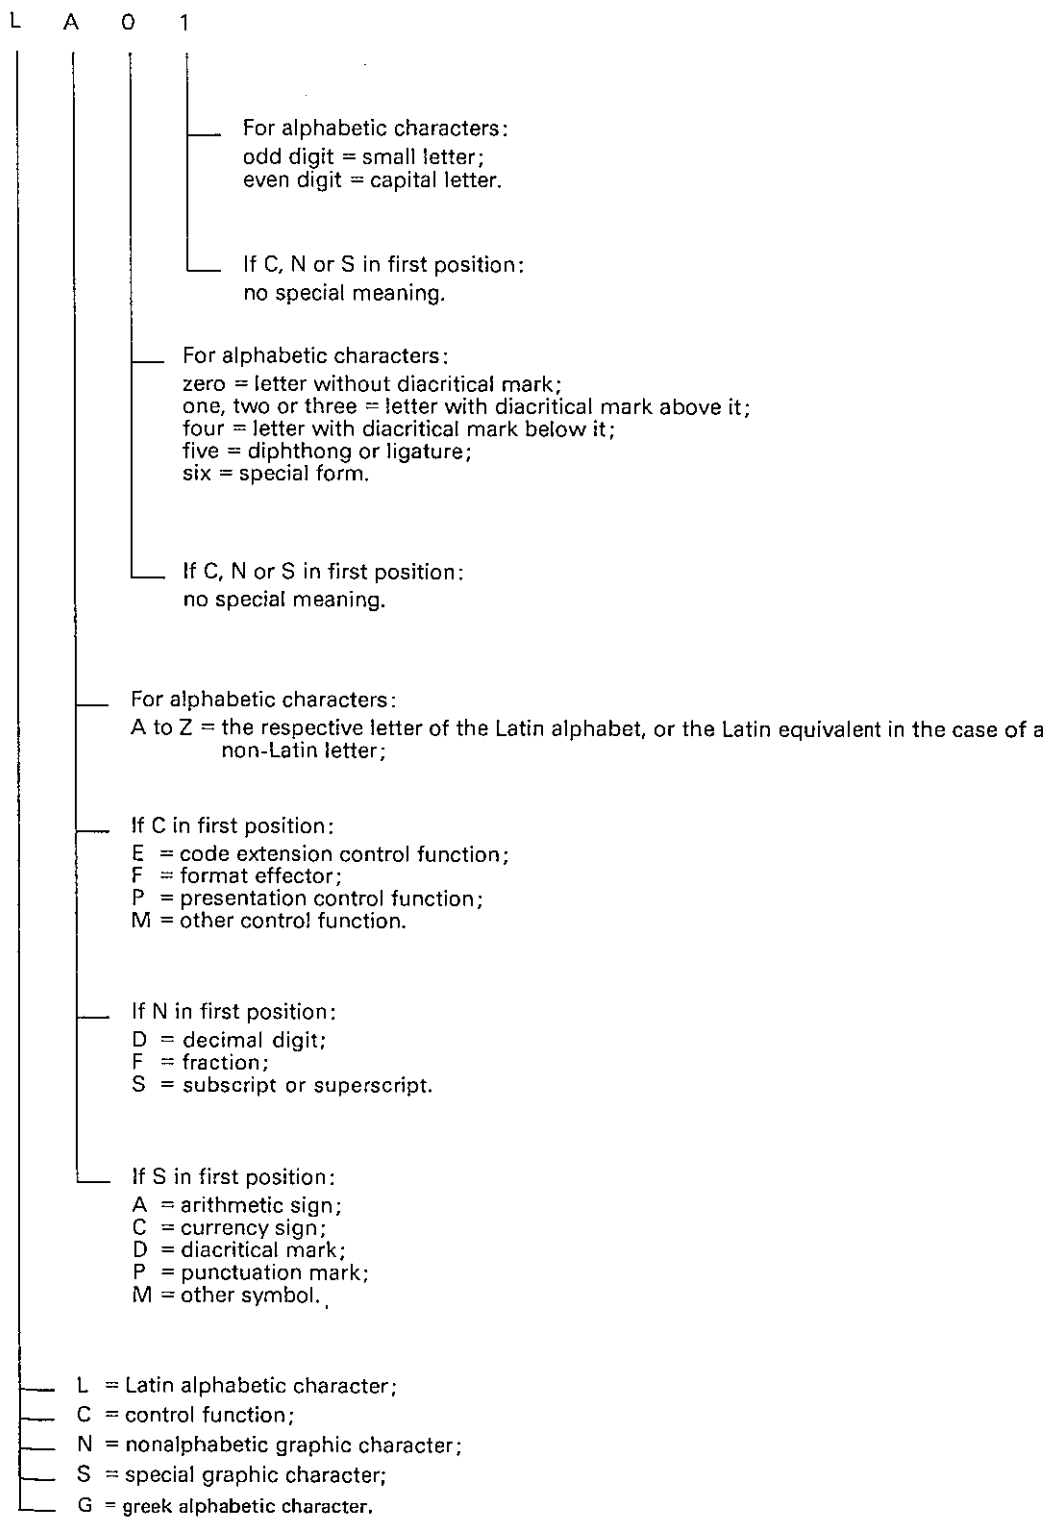 L A 0 1
For alphabetic characters:
odd digit = small letter;
even digit = capital letter.
If C, N or S in first position:
no special meaning.
For alphabetic characters:
zero = letter without diacritical mark;
one, two or three = letter with diacritical mark above it;
four = letter with diacritical mark below it;
five = diphthong or ligature;
six = special form.
If C, N or S in first position:
no special meaning.
For alphabetic characters:
A to Z = the respective letter of the Latin alphabet, or the Latin equivalent in the case of a
non-Latin letter;
If C in first position:
E = code extension control function;
F = format effector;
P = presentation control function;
M = other control function.
If N in first position:
D = decimal digit;
F = fraction;
S = subscript or superscript.
If S in first position:
A = arithmetic sign;
C = currency sign;
D = diacritical mark;
P = punctuation mark;
M = other symbol.
L = Latin alphabetic character;
C = control function;
N = nonalphabetic graphic character;
S = special graphic character;
G = greek alphabetic character.